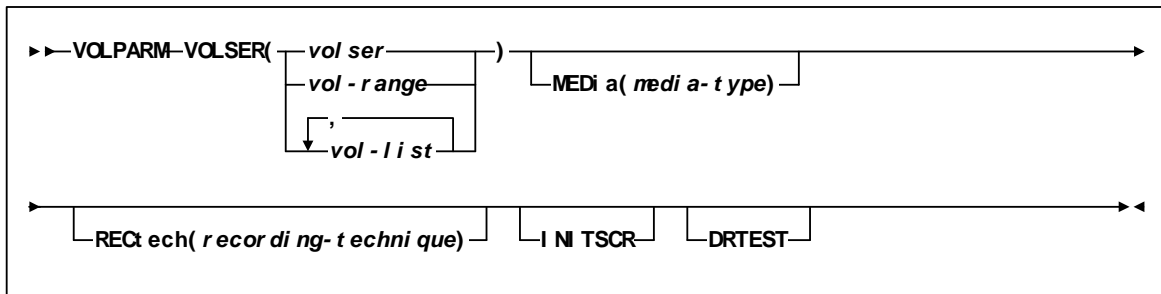 VOLPARM VOLSER( volser ) MEDia(media-type)
vol-range
,
vol-list
RECtech(recording-technique) INITSCR DRTEST